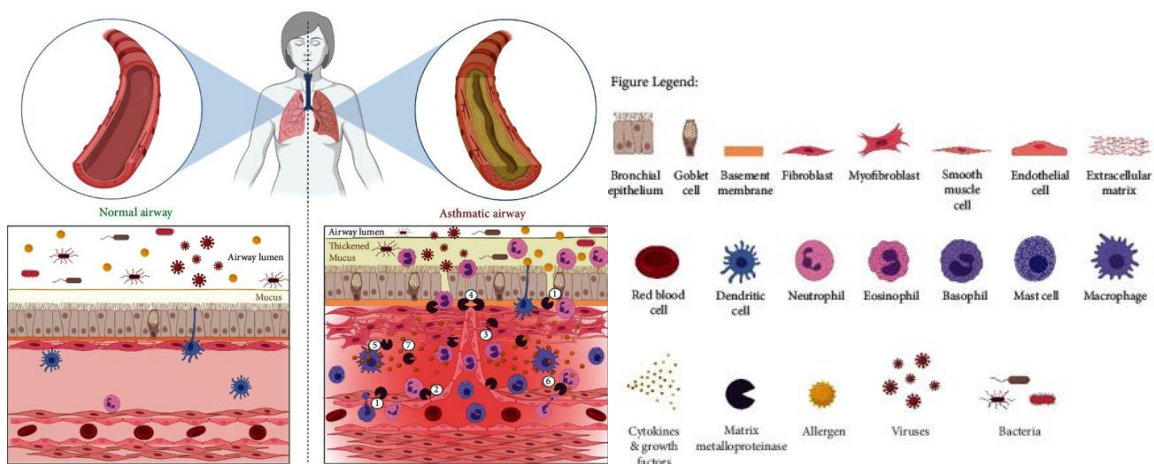 Normal airway
Asthmatic airway
Airway lumen
Mucus
Airway lumen
Thickened
Mucus
1
4
3
5
7
2
6
1
Figure Legend:
Bronchial
epithelium
Goblet
cell
Basement
membrane
Fibroblast
Myofibroblast
Smooth
muscle
cell
Endothelial
cell
Extracellular
matrix
Red blood
cell
Dendritic
cell
Neutrophil
Eosinophil
Basophil
Mast cell
Macrophage
Cytokines
& growth
factors
Matrix
metalloproteinase
Allergen
Viruses
Bacteria